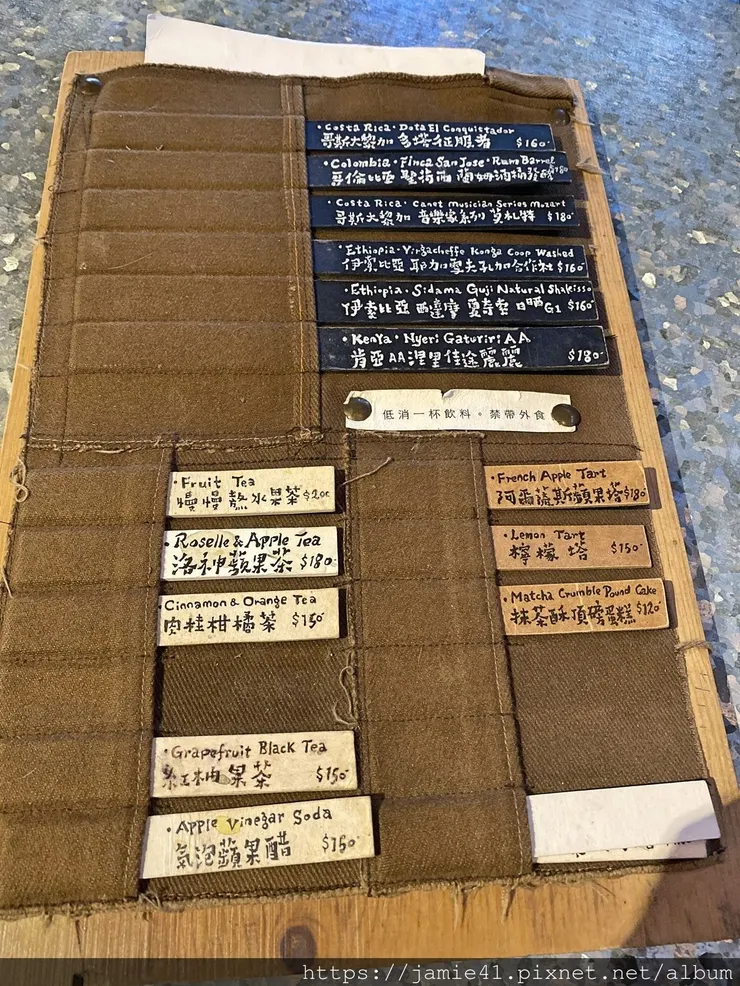 ·Costa Rica·Dota El Conquistador
哥斯大黎加 多塔征服者 $160
·Colombia·Finca San Jose·Rum Barrel
哥倫比亞 聖荷西 蘭姆酒桶發酵 $180
·Costa Rica·Canet Musician Series Mozart
哥斯大黎加 音樂家系列 莫札特 $180
·Ethiopia·Yirgacheffe Konga Coop Washed
伊索比亞 耶加雪夫孔加合作社 $160
·Ethiopia·Sidama Guji Natural Shakisso
伊索比亞 西達摩 夏奇索 日曬G1 $160
·Kenya·Nyeri Gaturiri AA
肯亞AA涅里佳途麗麗 $180
低消一杯飲料。禁帶外食
·Fruit Tea
慢慢熬水果茶 $200
·Roselle & Apple Tea
洛神蘋果茶 $180
·Cinnamon & Orange Tea
肉桂柑橘茶 $150
·Grapefruit Black Tea
紅柚果茶 $150
·Apple Vinegar Soda
氣泡蘋果醋 $150
·French Apple Tart
阿爾薩斯蘋果塔 $180
·Lemon Tart
檸檬塔 $150
·Matcha Crumble Pound Cake
抹茶酥頂磅蛋糕 $120
https://jamie41.pixnet.net/album